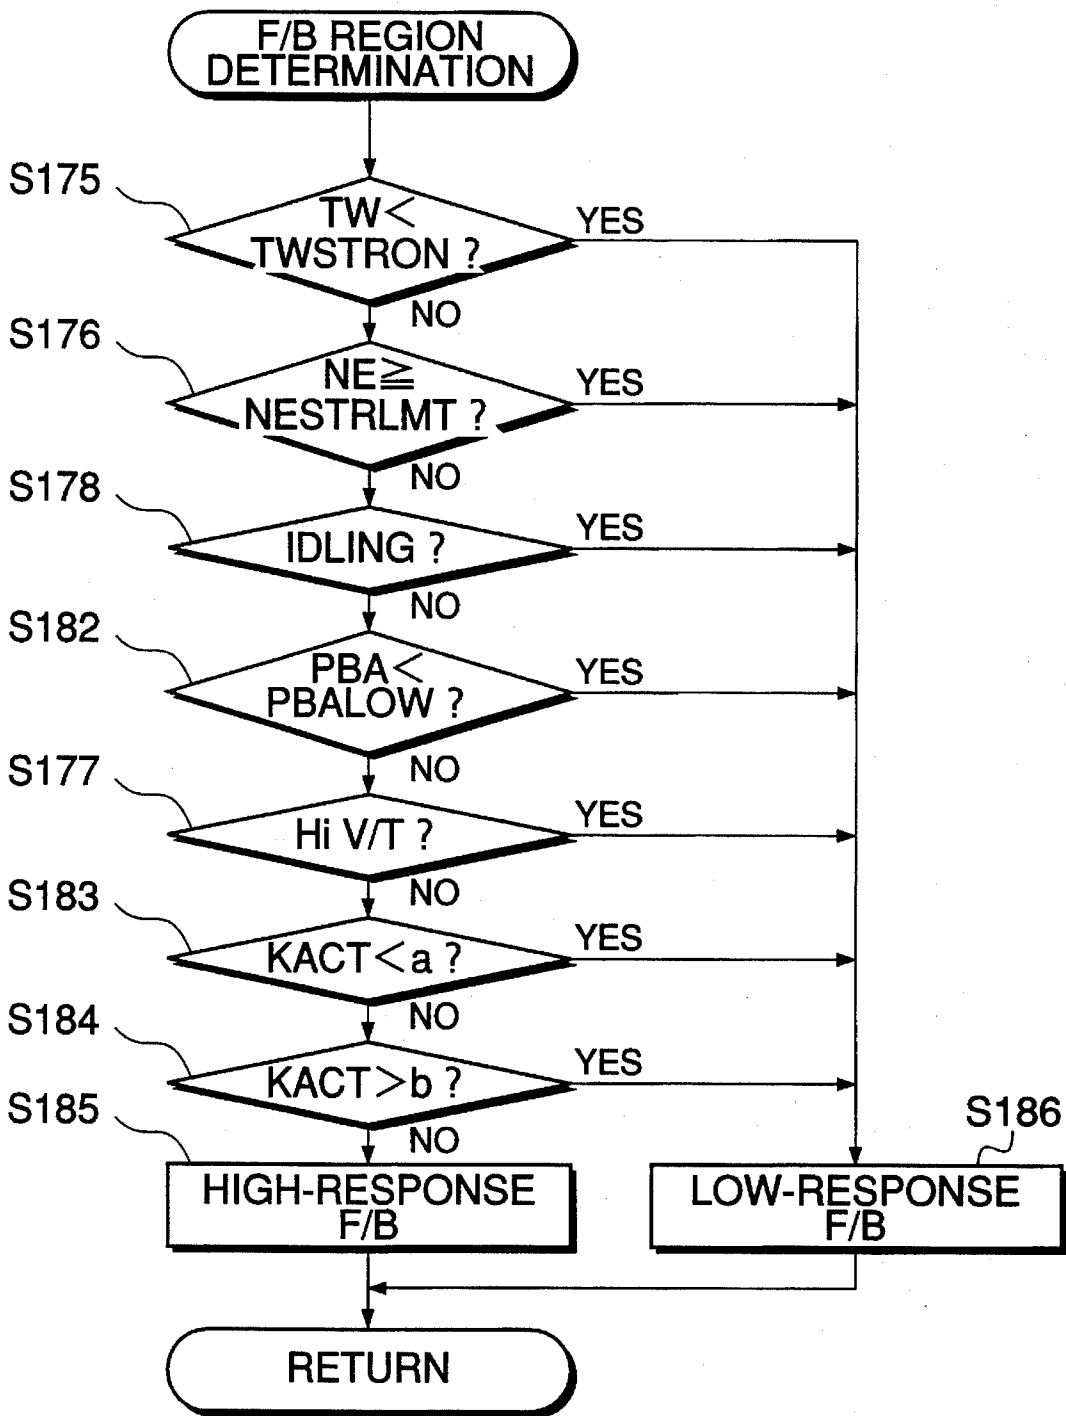 F/B REGION
DETERMINATION
S175
TW<
TWSTRON ?
YES
NO
S176
NE≧
NESTRLMT ?
YES
NO
S178
IDLING ?
YES
NO
S182
PBA<
PBALOW ?
YES
NO
S177
Hi V/T ?
YES
NO
S183
KACT<a ?
YES
NO
S184
KACT>b ?
YES
NO
S185
HIGH-RESPONSE
F/B
S186
LOW-RESPONSE
F/B
RETURN